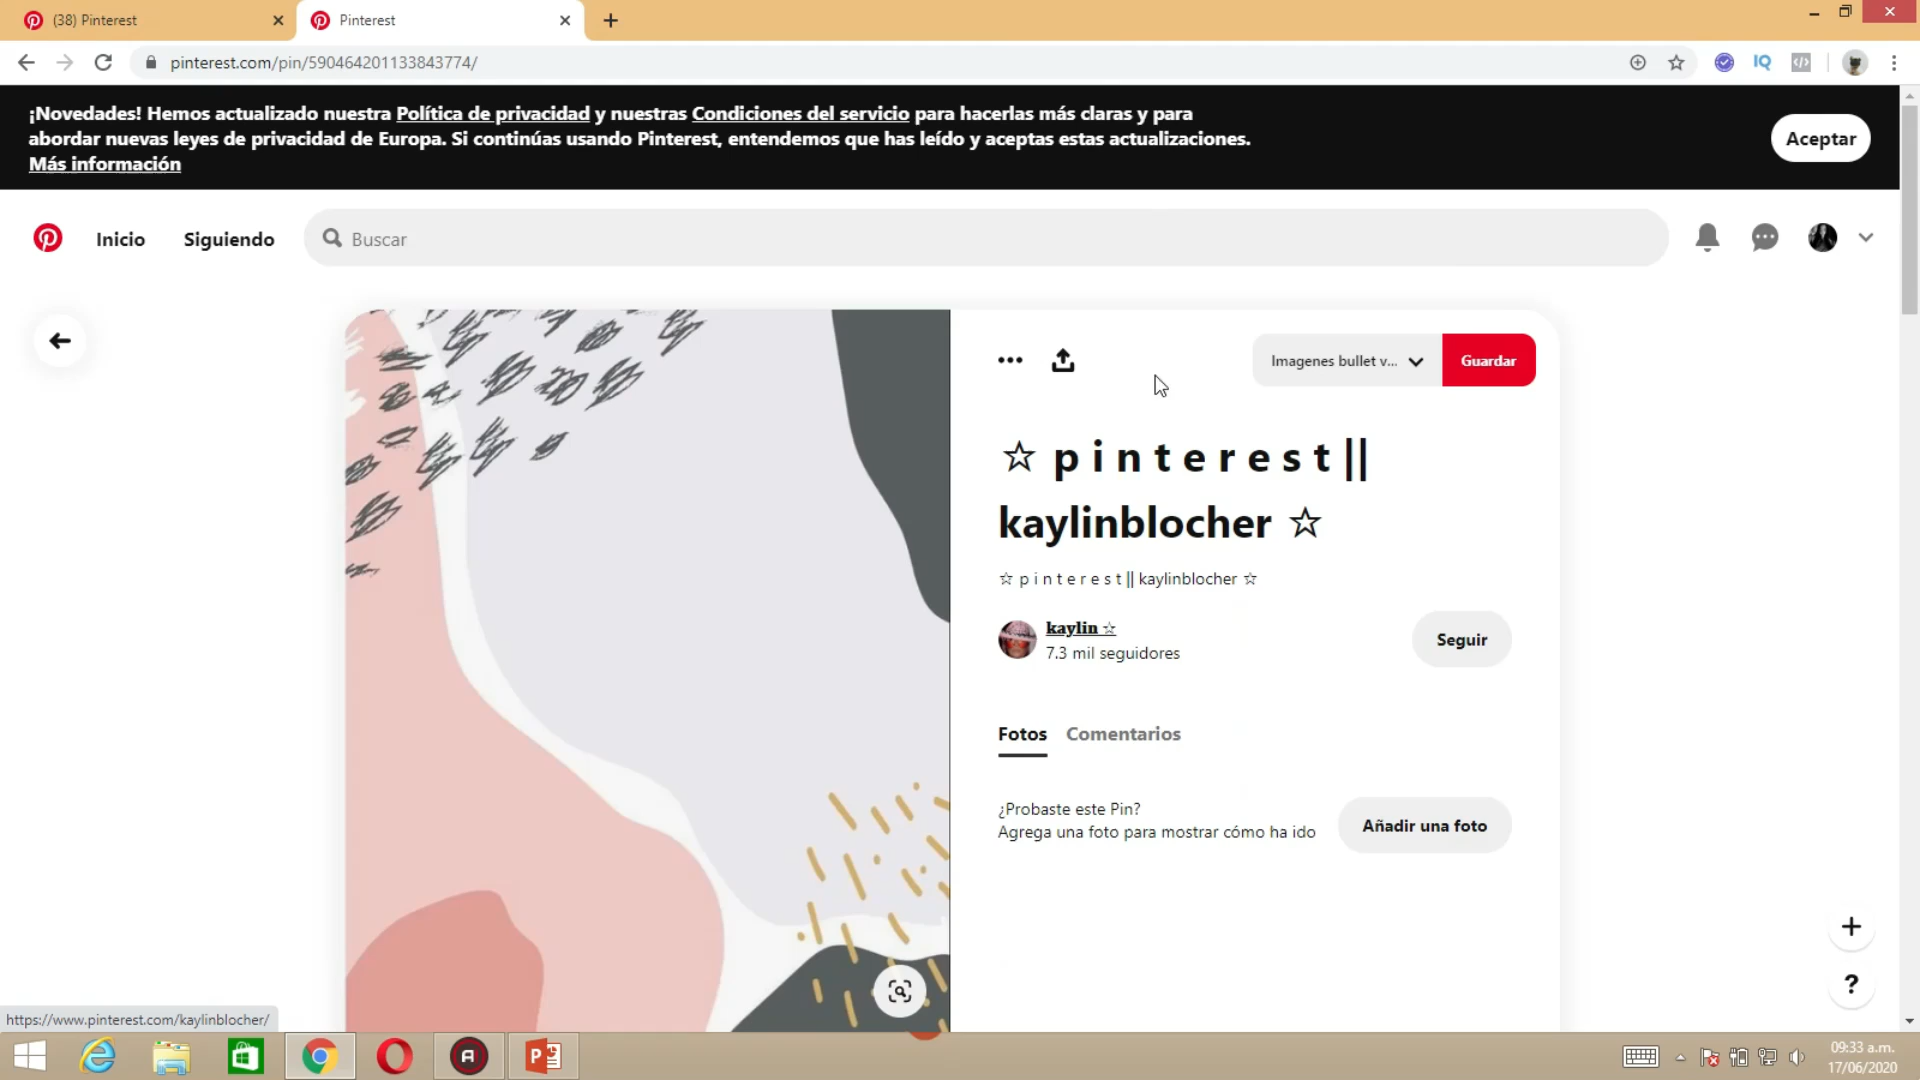 (38) Pinterest
Pinterest
pinterest.com/pin/590464201133843774/
IQ
¡Novedades! Hemos actualizado nuestra Política de privacidad y nuestras Condiciones del servicio para hacerlas más claras y para
abordar nuevas leyes de privacidad de Europa. Si continúas usando Pinterest, entendemos que has leído y aceptas estas actualizaciones.
Más información
Aceptar
Inicio
Siguiendo
Buscar
Imagenes bullet v...
Guardar
☆ p i n t e r e s t ||
kaylinblocher ☆
☆ p i n t e r e s t || kaylinblocher ☆
kaylin ☆
7.3 mil seguidores
Seguir
Fotos
Comentarios
¿Probaste este Pin?
Agrega una foto para mostrar cómo ha ido
Añadir una foto
https://www.pinterest.com/kaylinblocher/
09:33 a.m.
17/06/2020